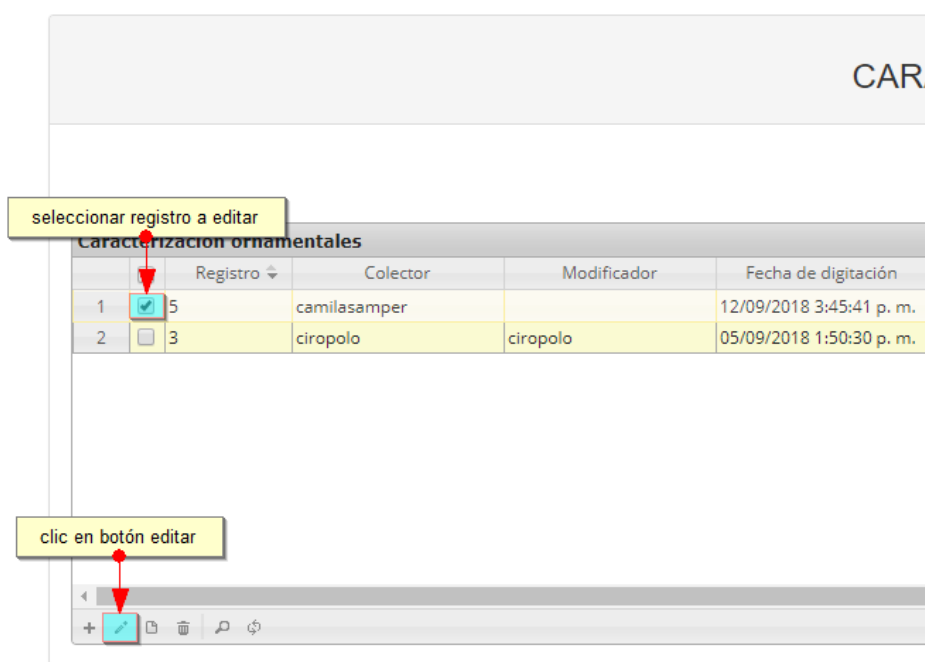 CARA
seleccionar registro a editar
Caracterización ornamentales
Registro Colector Modificador Fecha de digitación
1 5 camilasamper 12/09/2018 3:45:41 p. m.
2 3 ciropolo ciropolo 05/09/2018 1:50:30 p. m.
clic en botón editar